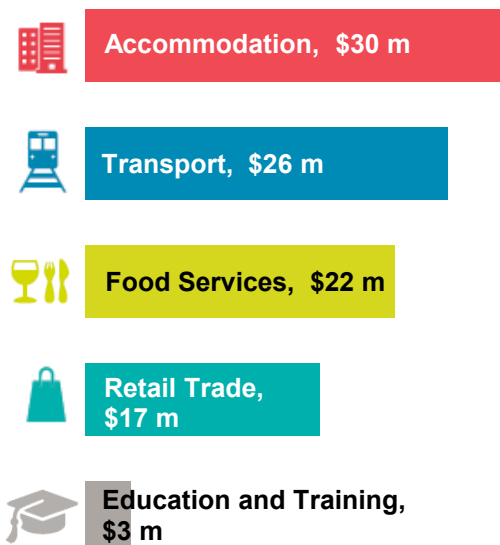 Accommodation, $30 m
Transport, $26 m
Food Services, $22 m
Retail Trade,
$17 m
Education and Training,
$3 m